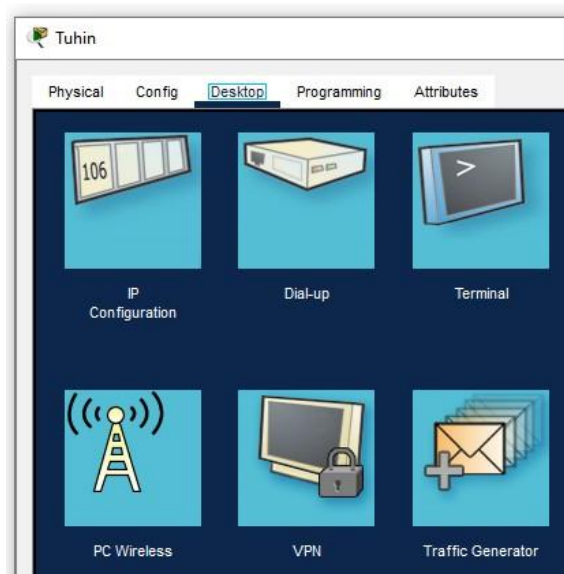 Tuhin
Physical Config Desktop Programming Attributes
106
>
IP
Configuration
Dial-up
Terminal
PC Wireless
VPN
Traffic Generator